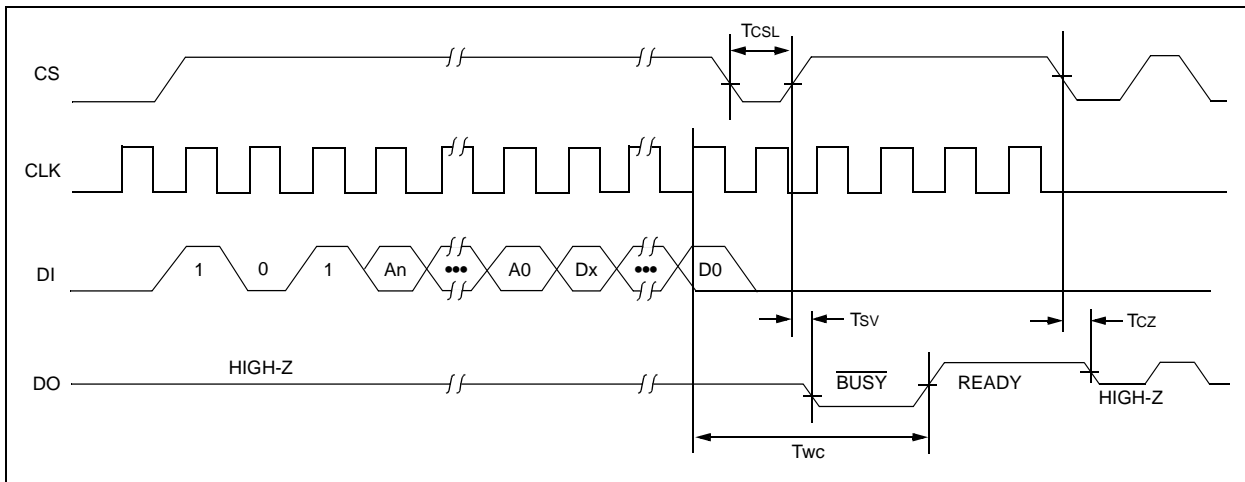 TCSL
CS
CLK
DI 1 0 1 An ••• A0 Dx ••• D0
TSV TCZ
DO HIGH-Z BUSY READY HIGH-Z
Twc